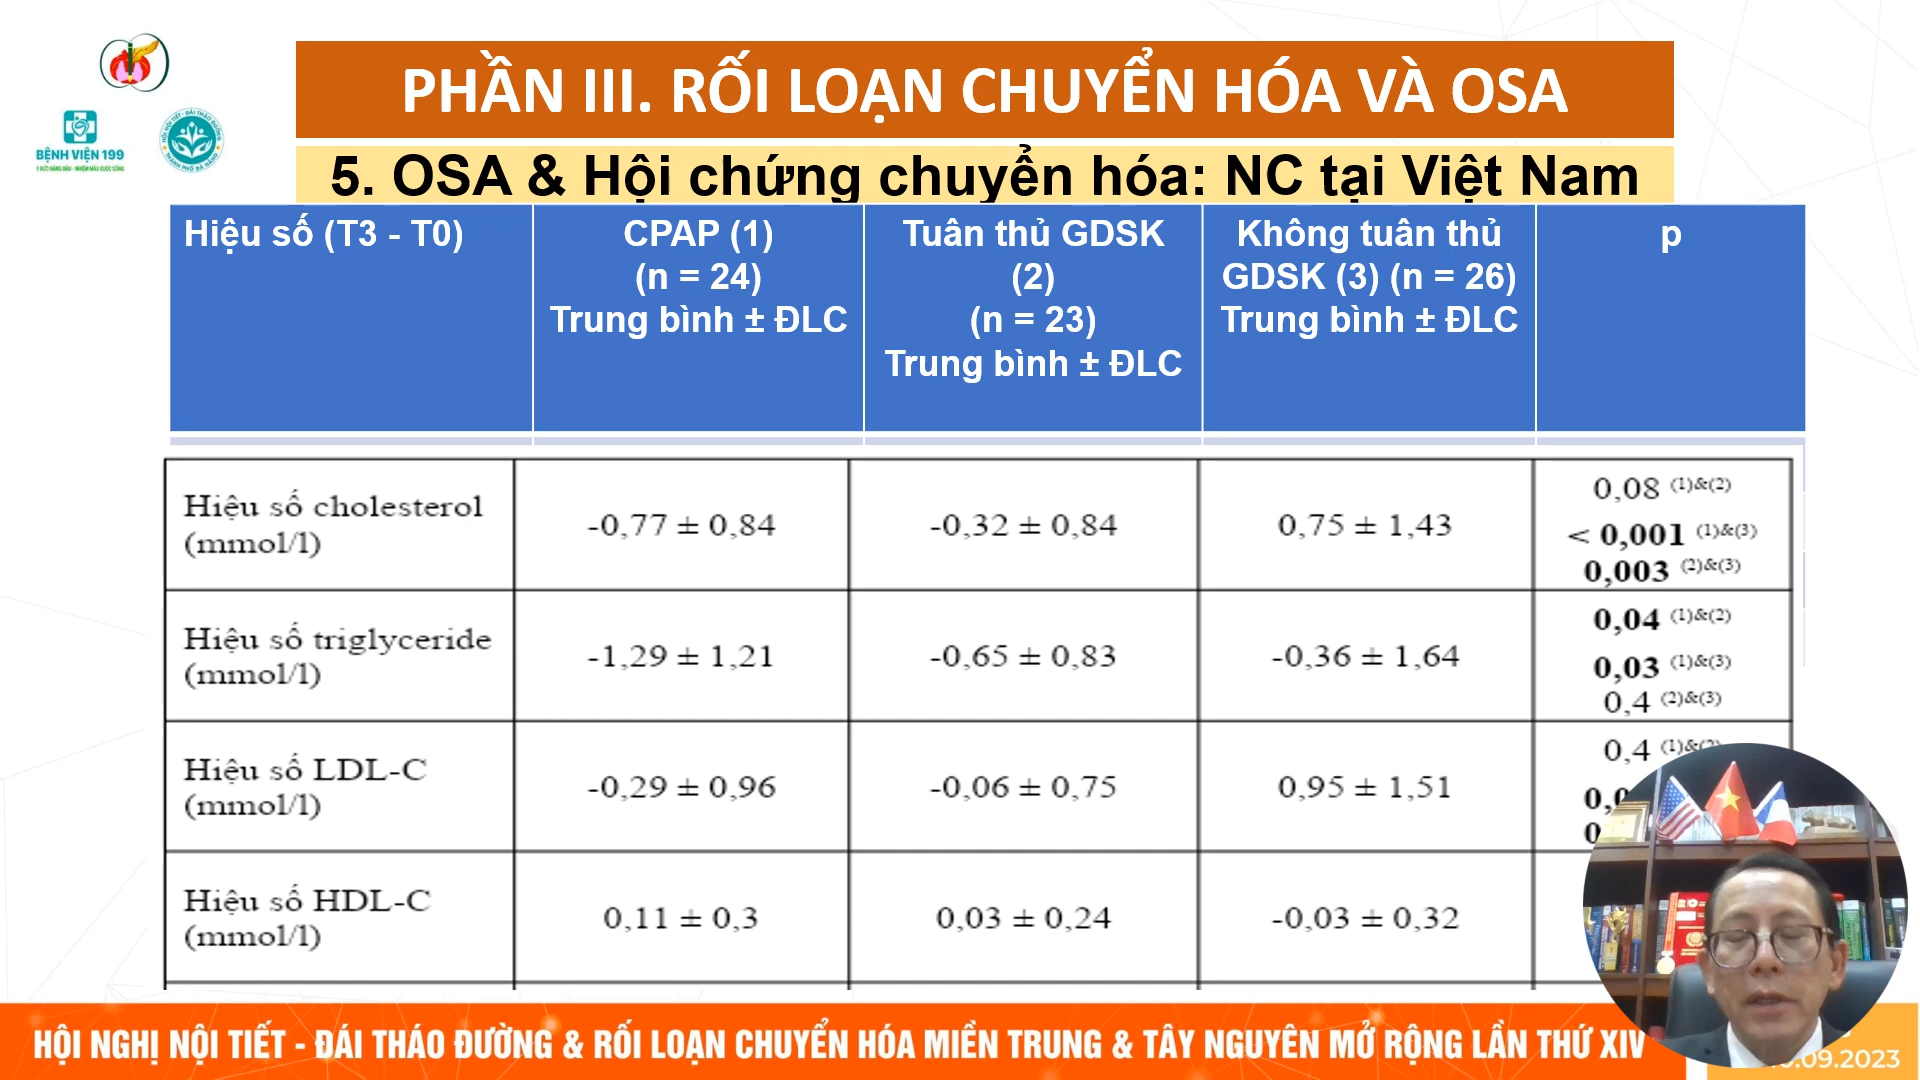 PHẦN III. RỐI LOẠN CHUYỂN HÓA VÀ OSA
BỆNH VIỆN 199
5. OSA & Hội chứng chuyển hóa: NC tại Việt Nam
Hiệu số (T3 - T0)
CPAP (1)
(n = 24)
Trung bình ± ĐLC
Tuân thủ GDSK
(2)
(n = 23)
Trung bình ± ĐLC
Không tuân thủ
GDSK (3) (n = 26)
Trung bình ± ĐLC
p
Hiệu số cholesterol
(mmol/l)
-0,77 ± 0,84
-0,32 ± 0,84
0,75 ± 1,43
0,08 (1)&(2)
< 0,001 (1)&(3)
0,003 (2)&(3)
Hiệu số triglyceride
(mmol/l)
-1,29 ± 1,21
-0,65 ± 0,83
-0,36 ± 1,64
0,04 (1)&(2)
0,03 (1)&(3)
0,4 (2)&(3)
Hiệu số LDL-C
(mmol/l)
-0,29 ± 0,96
-0,06 ± 0,75
0,95 ± 1,51
0,4
Hiệu số HDL-C
(mmol/l)
0,11 ± 0,3
0,03 ± 0,24
-0,03 ± 0,32
HỘI NGHỊ NỘI TIẾT - ĐÁI THÁO ĐƯỜNG & RỐI LOẠN CHUYỂN HÓA MIỀN TRUNG & TÂY NGUYÊN MỞ RỘNG LẦN THỨ XIV
.09.2023